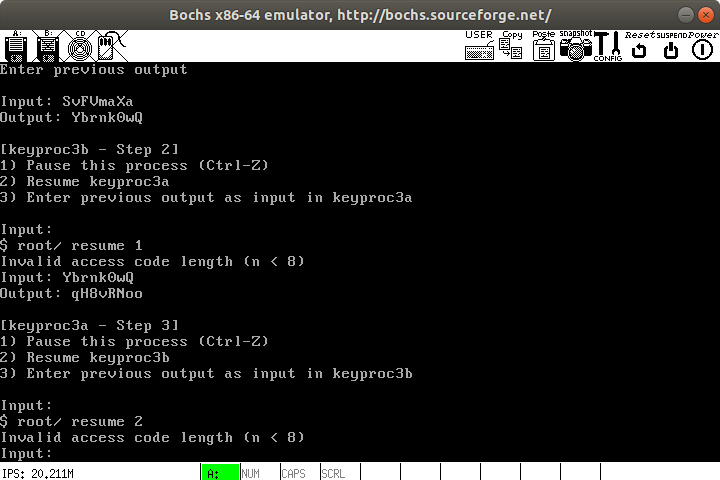 Bochs x86-64 emulator, http://bochs.sourceforge.net/
A: B: CD USER Copy Paste Snapshot CONFIG Reset SUSPEND Power
Enter previous output
Input: SvFVmaXa
Output: Ybrnk0wQ
[keyproc3b - Step 2]
1) Pause this process (Ctrl-Z)
2) Resume keyproc3a
3) Enter previous output as input in keyproc3a
Input:
$ root/ resume 1
Invalid access code length (n < 8)
Input: Ybrnk0wQ
Output: qH8vRNoo
[keyproc3a - Step 3]
1) Pause this process (Ctrl-Z)
2) Resume keyproc3b
3) Enter previous output as input in keyproc3b
Input:
$ root/ resume 2
Invalid access code length (n < 8)
Input:
IPS: 20.211M A: NUM CAPS SCRL